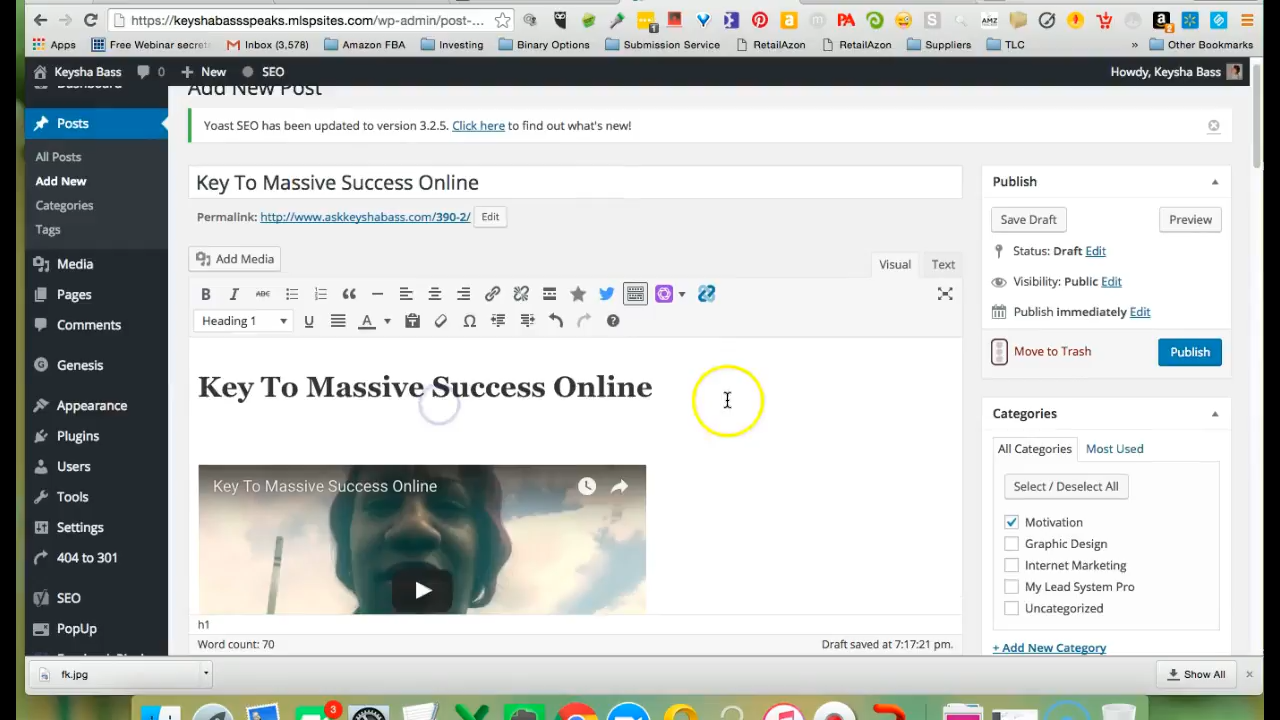 https://keyshabassspeaks.mlspsites.com/wp-admin/post-...
Apps
Free Webinar secrets
Inbox (3,578)
Amazon FBA
Investing
Binary Options
Submission Service
RetailAzon
RetailAzon
Suppliers
TLC
»
Other Bookmarks
Keysha Bass
0
New
SEO
Howdy, Keysha Bass
Dashboard
Add New Post
Posts
Yoast SEO has been updated to version 3.2.5. Click here to find out what's new!
All Posts
Add New
Categories
Tags
Key To Massive Success Online
Publish
Permalink: http://www.askkeyshabass.com/390-2/
Edit
Save Draft
Preview
Media
Add Media
Visual
Text
Status: Draft Edit
Pages
Visibility: Public Edit
Comments
Heading 1
Publish immediately Edit
Genesis
Move to Trash
Publish
Key To Massive Success Online
Appearance
Categories
Plugins
All Categories
Most Used
Users
Key To Massive Success Online
Select / Deselect All
Tools
Settings
Motivation
Graphic Design
404 to 301
Internet Marketing
My Lead System Pro
SEO
Uncategorized
h1
PopUp
Word count: 70
Draft saved at 7:17:21 pm.
+ Add New Category
fk.jpg
Show All
3